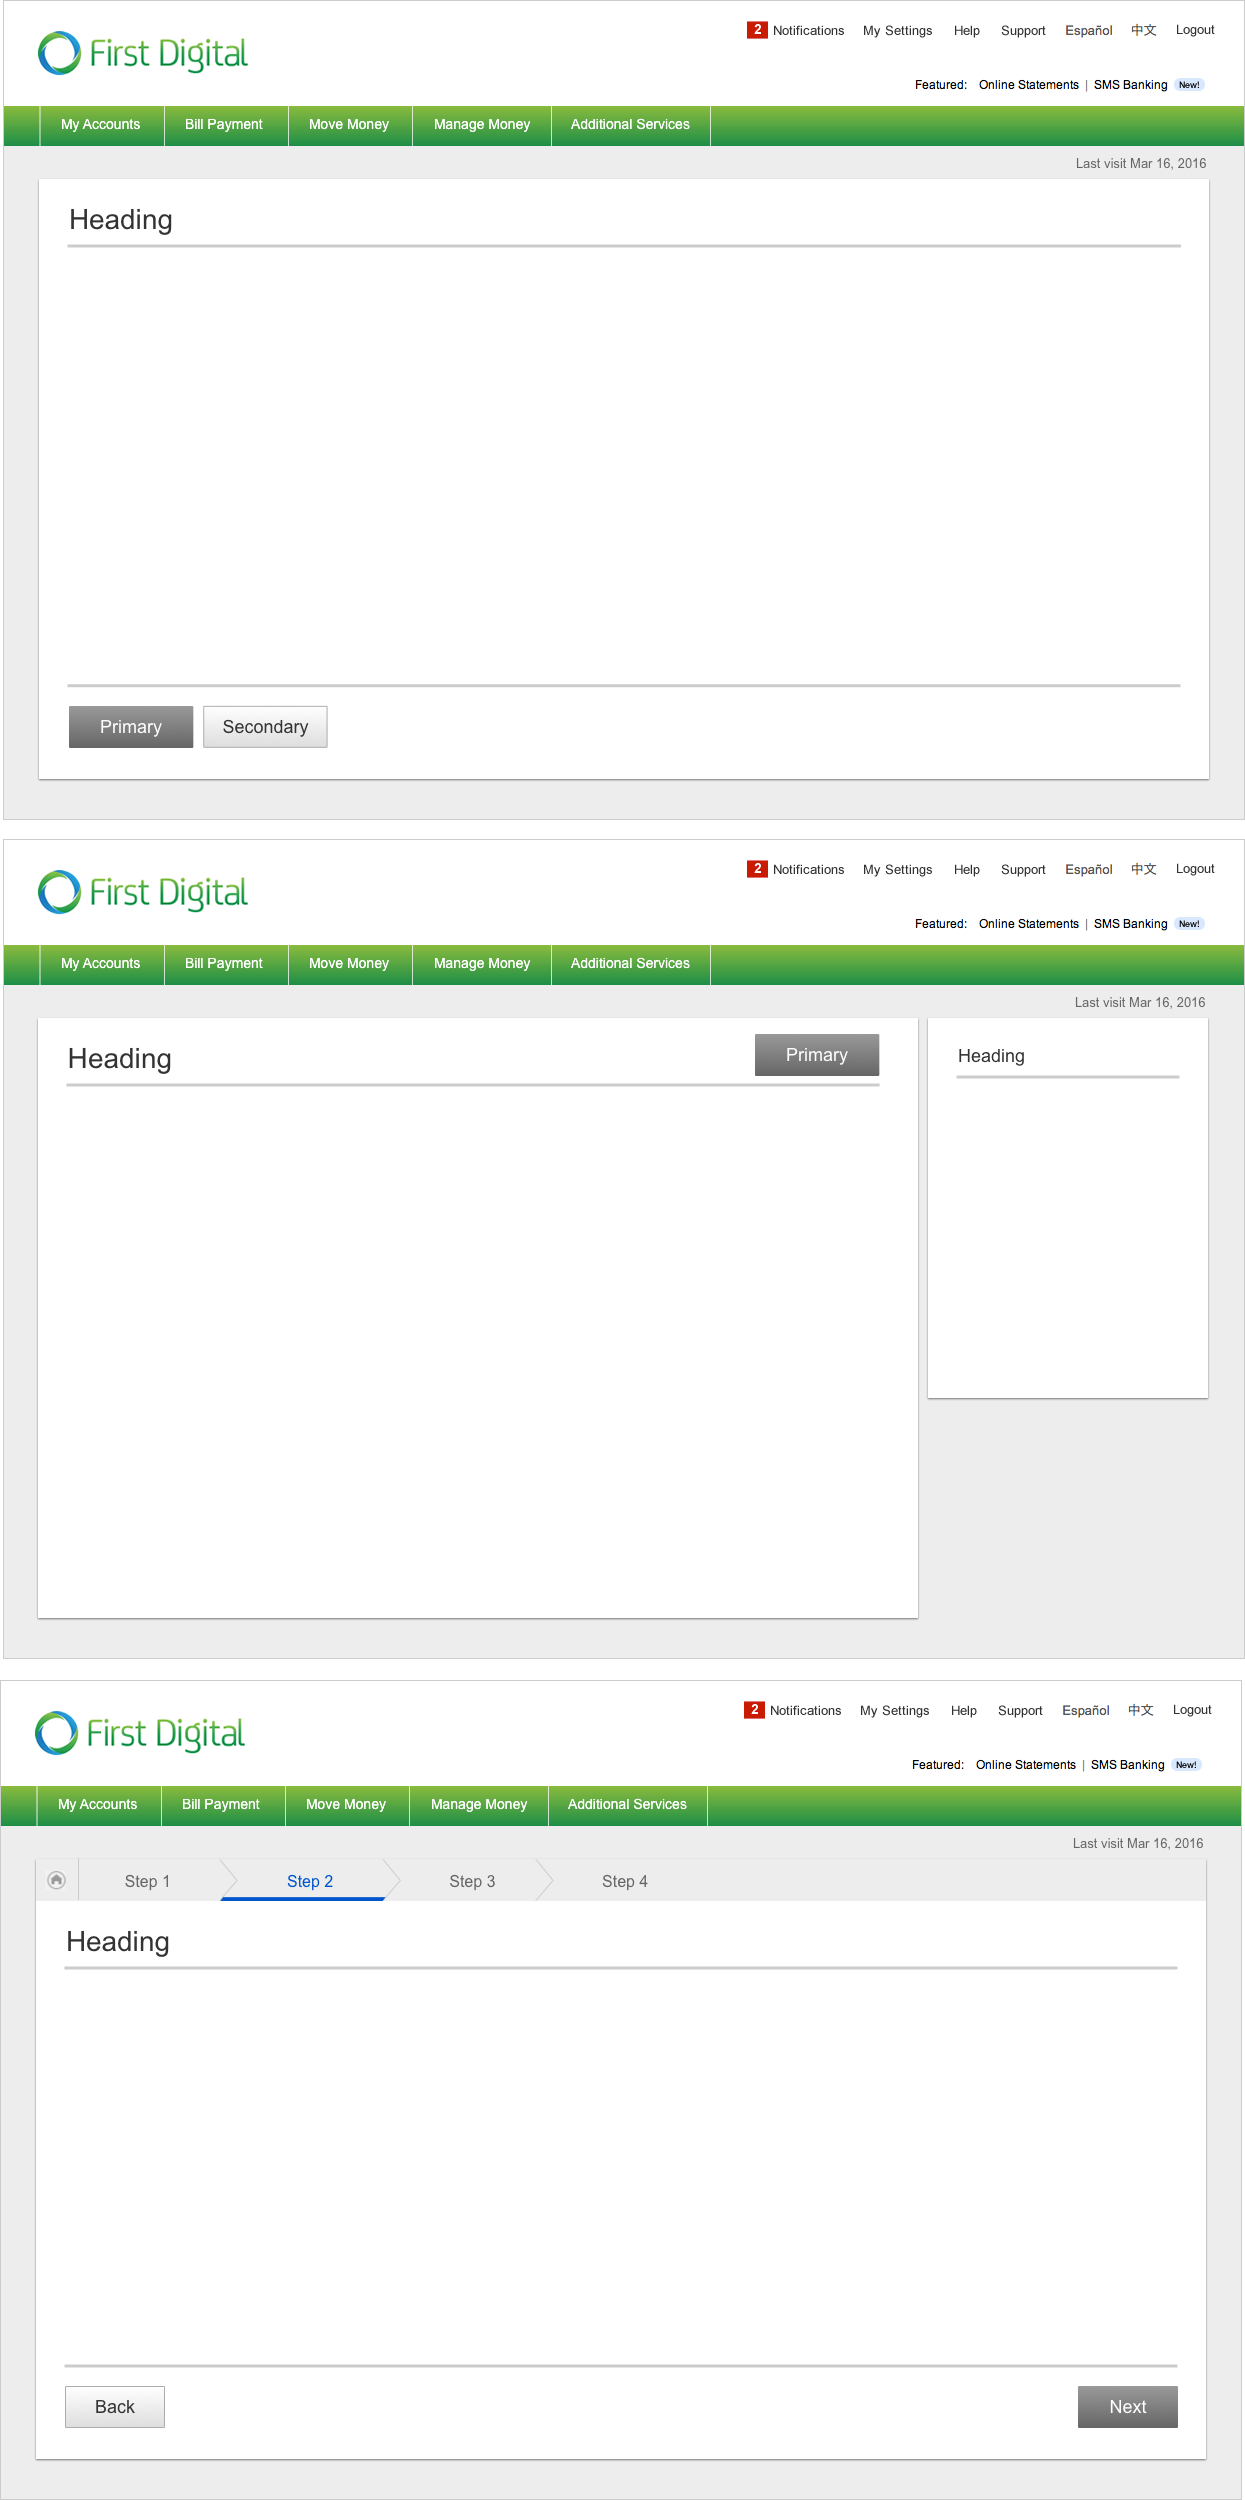 First Digital
2 Notifications My Settings Help Support Español 中文 Logout
Featured: Online Statements | SMS Banking New!
My Accounts Bill Payment Move Money Manage Money Additional Services
Last visit Mar 16, 2016
Heading
Primary Secondary
First Digital
2 Notifications My Settings Help Support Español 中文 Logout
Featured: Online Statements | SMS Banking New!
My Accounts Bill Payment Move Money Manage Money Additional Services
Last visit Mar 16, 2016
Heading Primary
Heading
First Digital
2 Notifications My Settings Help Support Español 中文 Logout
Featured: Online Statements | SMS Banking New!
My Accounts Bill Payment Move Money Manage Money Additional Services
Last visit Mar 16, 2016
Step 1 Step 2 Step 3 Step 4
Heading
Back Next